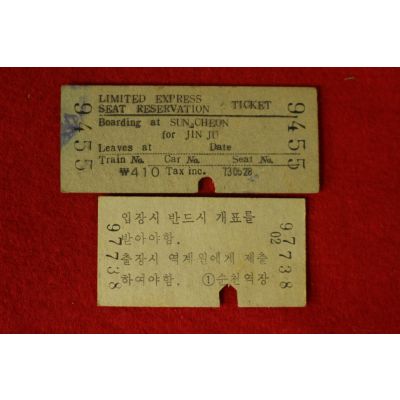 LIMITED EXPRESS
SEAT RESERVATION TICKET
Boarding at SUN CHEON
for JIN JU
Leaves at Date
Train No. Car No. Seat No.
₩410 Tax inc.
9455
9455
입장시 반드시 개표를
받아야함.
출장시 역계원에게 제출
하여야함. ①순천역장
97738
97738
02